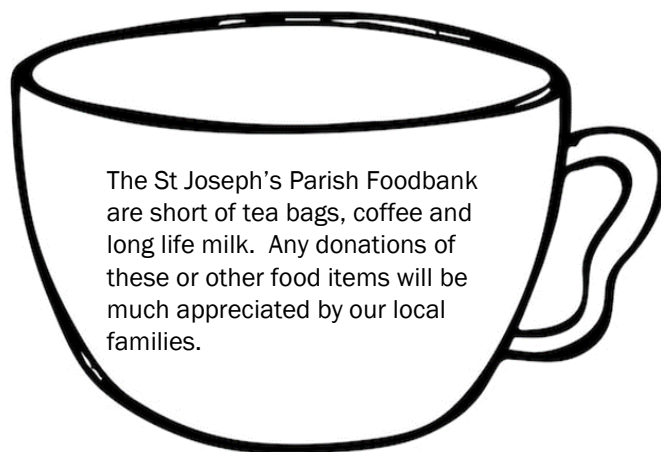 The St Joseph’s Parish Foodbank
are short of tea bags, coffee and
long life milk.  Any donations of
these or other food items will be
much appreciated by our local
families.